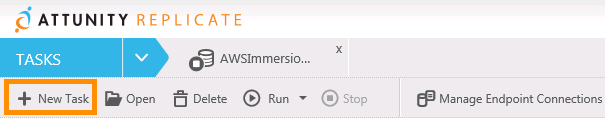 ATTUNITY REPLICATE
TASKS AWSImmersio... x
New Task Open Delete Run Stop Manage Endpoint Connections